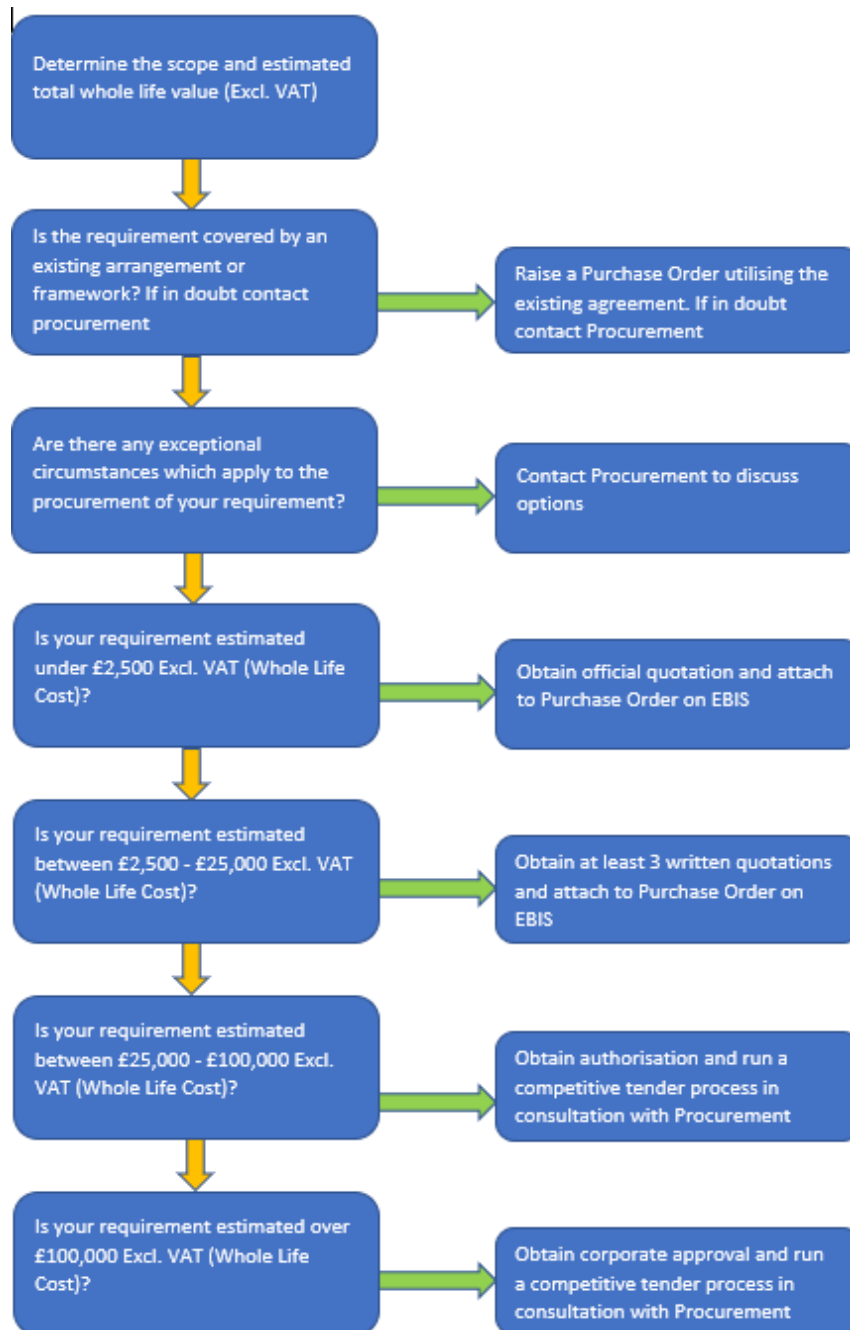 Determine the scope and estimated
total whole life value (Excl. VAT)
Is the requirement covered by an
existing arrangement or
framework? If in doubt contact
procurement
Raise a Purchase Order utilising the
existing agreement. If in doubt
contact Procurement
Are there any exceptional
circumstances which apply to the
procurement of your requirement?
Contact Procurement to discuss
options
Is your requirement estimated
under £2,500 Excl. VAT (Whole Life
Cost)?
Obtain official quotation and attach
to Purchase Order on EBIS
Is your requirement estimated
between £2,500 - £25,000 Excl. VAT
(Whole Life Cost)?
Obtain at least 3 written quotations
and attach to Purchase Order on
EBIS
Is your requirement estimated
between £25,000 - £100,000 Excl.
VAT (Whole Life Cost)?
Obtain authorisation and run a
competitive tender process in
consultation with Procurement
Is your requirement estimated over
£100,000 Excl. VAT (Whole Life
Cost)?
Obtain corporate approval and run
a competitive tender process in
consultation with Procurement